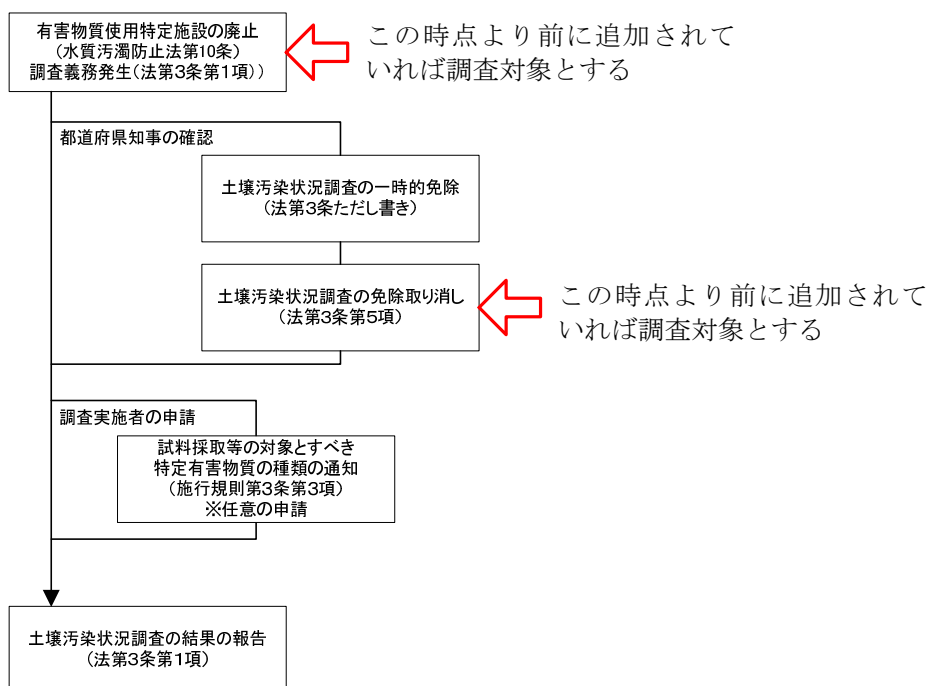 有害物質使用特定施設の廃止
(水質汚濁防止法第10条)
調査義務発生(法第3条第1項))
この時点より前に追加されて
いれば調査対象とする
都道府県知事の確認
土壌汚染状況調査の一時的免除
(法第3条ただし書き)
土壌汚染状況調査の免除取り消し
(法第3条第5項)
この時点より前に追加されて
いれば調査対象とする
調査実施者の申請
試料採取等の対象とすべき
特定有害物質の種類の通知
(施行規則第3条第3項)
※任意の申請
土壌汚染状況調査の結果の報告
(法第3条第1項)